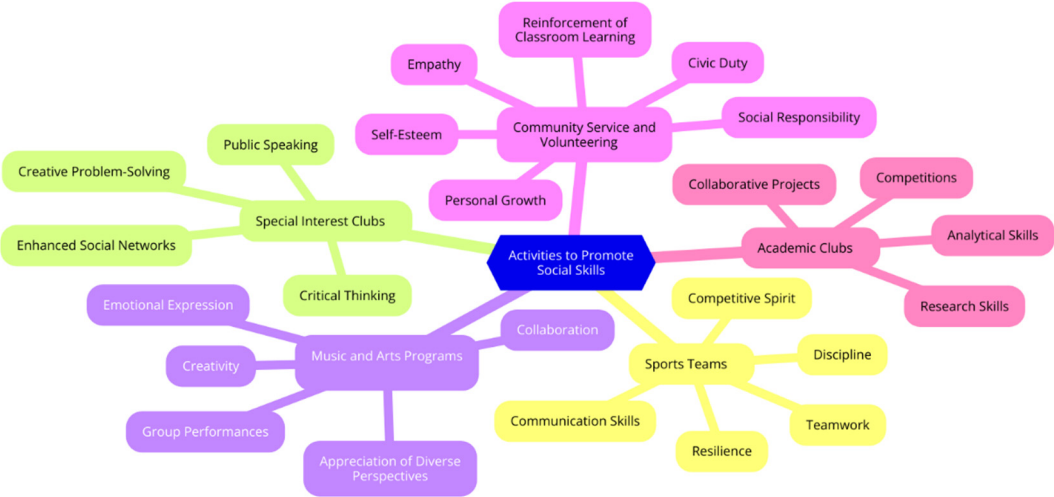 Reinforcement of
Classroom Learning
Empathy
Civic Duty
Self-Esteem
Community Service and
Volunteering
Social Responsibility
Personal Growth
Public Speaking
Creative Problem-Solving
Special Interest Clubs
Enhanced Social Networks
Critical Thinking
Collaborative Projects
Competitions
Academic Clubs
Analytical Skills
Research Skills
Activities to Promote
Social Skills
Emotional Expression
Collaboration
Music and Arts Programs
Creativity
Group Performances
Appreciation of Diverse
Perspectives
Competitive Spirit
Sports Teams
Discipline
Communication Skills
Teamwork
Resilience